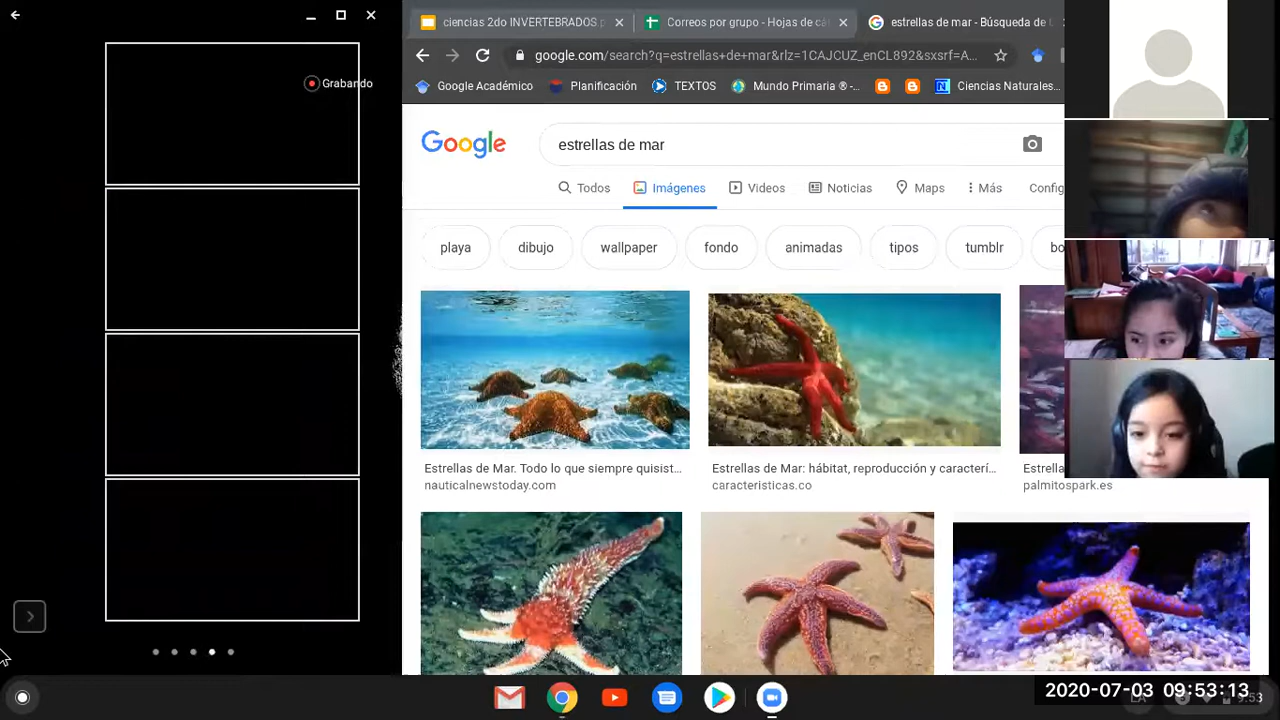 Grabando
ciencias 2do INVERTEBRADOS p
Correos por grupo - Hojas de cá
estrellas de mar - Búsqueda de
google.com/search?q=estrellas+de+mar&rlz=1CAJCUZ_enCL892&sxsrf=A...
Google Académico
Planificación
TEXTOS
Mundo Primaria ® -...
Ciencias Naturales...
Google
estrellas de mar
Todos
Imágenes
Videos
Noticias
Maps
Más
Config
playa
dibujo
wallpaper
fondo
animadas
tipos
tumblr
bo
Estrellas de Mar. Todo lo que siempre quisist...
nauticalnewstoday.com
Estrellas de Mar: hábitat, reproducción y caracterí...
caracteristicas.co
Estrella
palmitospark.es
2020-07-03 09:53:13
9:53